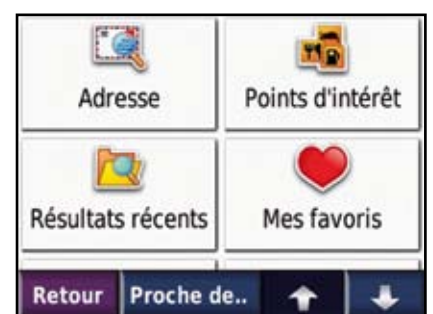 Adresse
Points d'intérêt
Résultats récents
Mes favoris
Retour
Proche de..